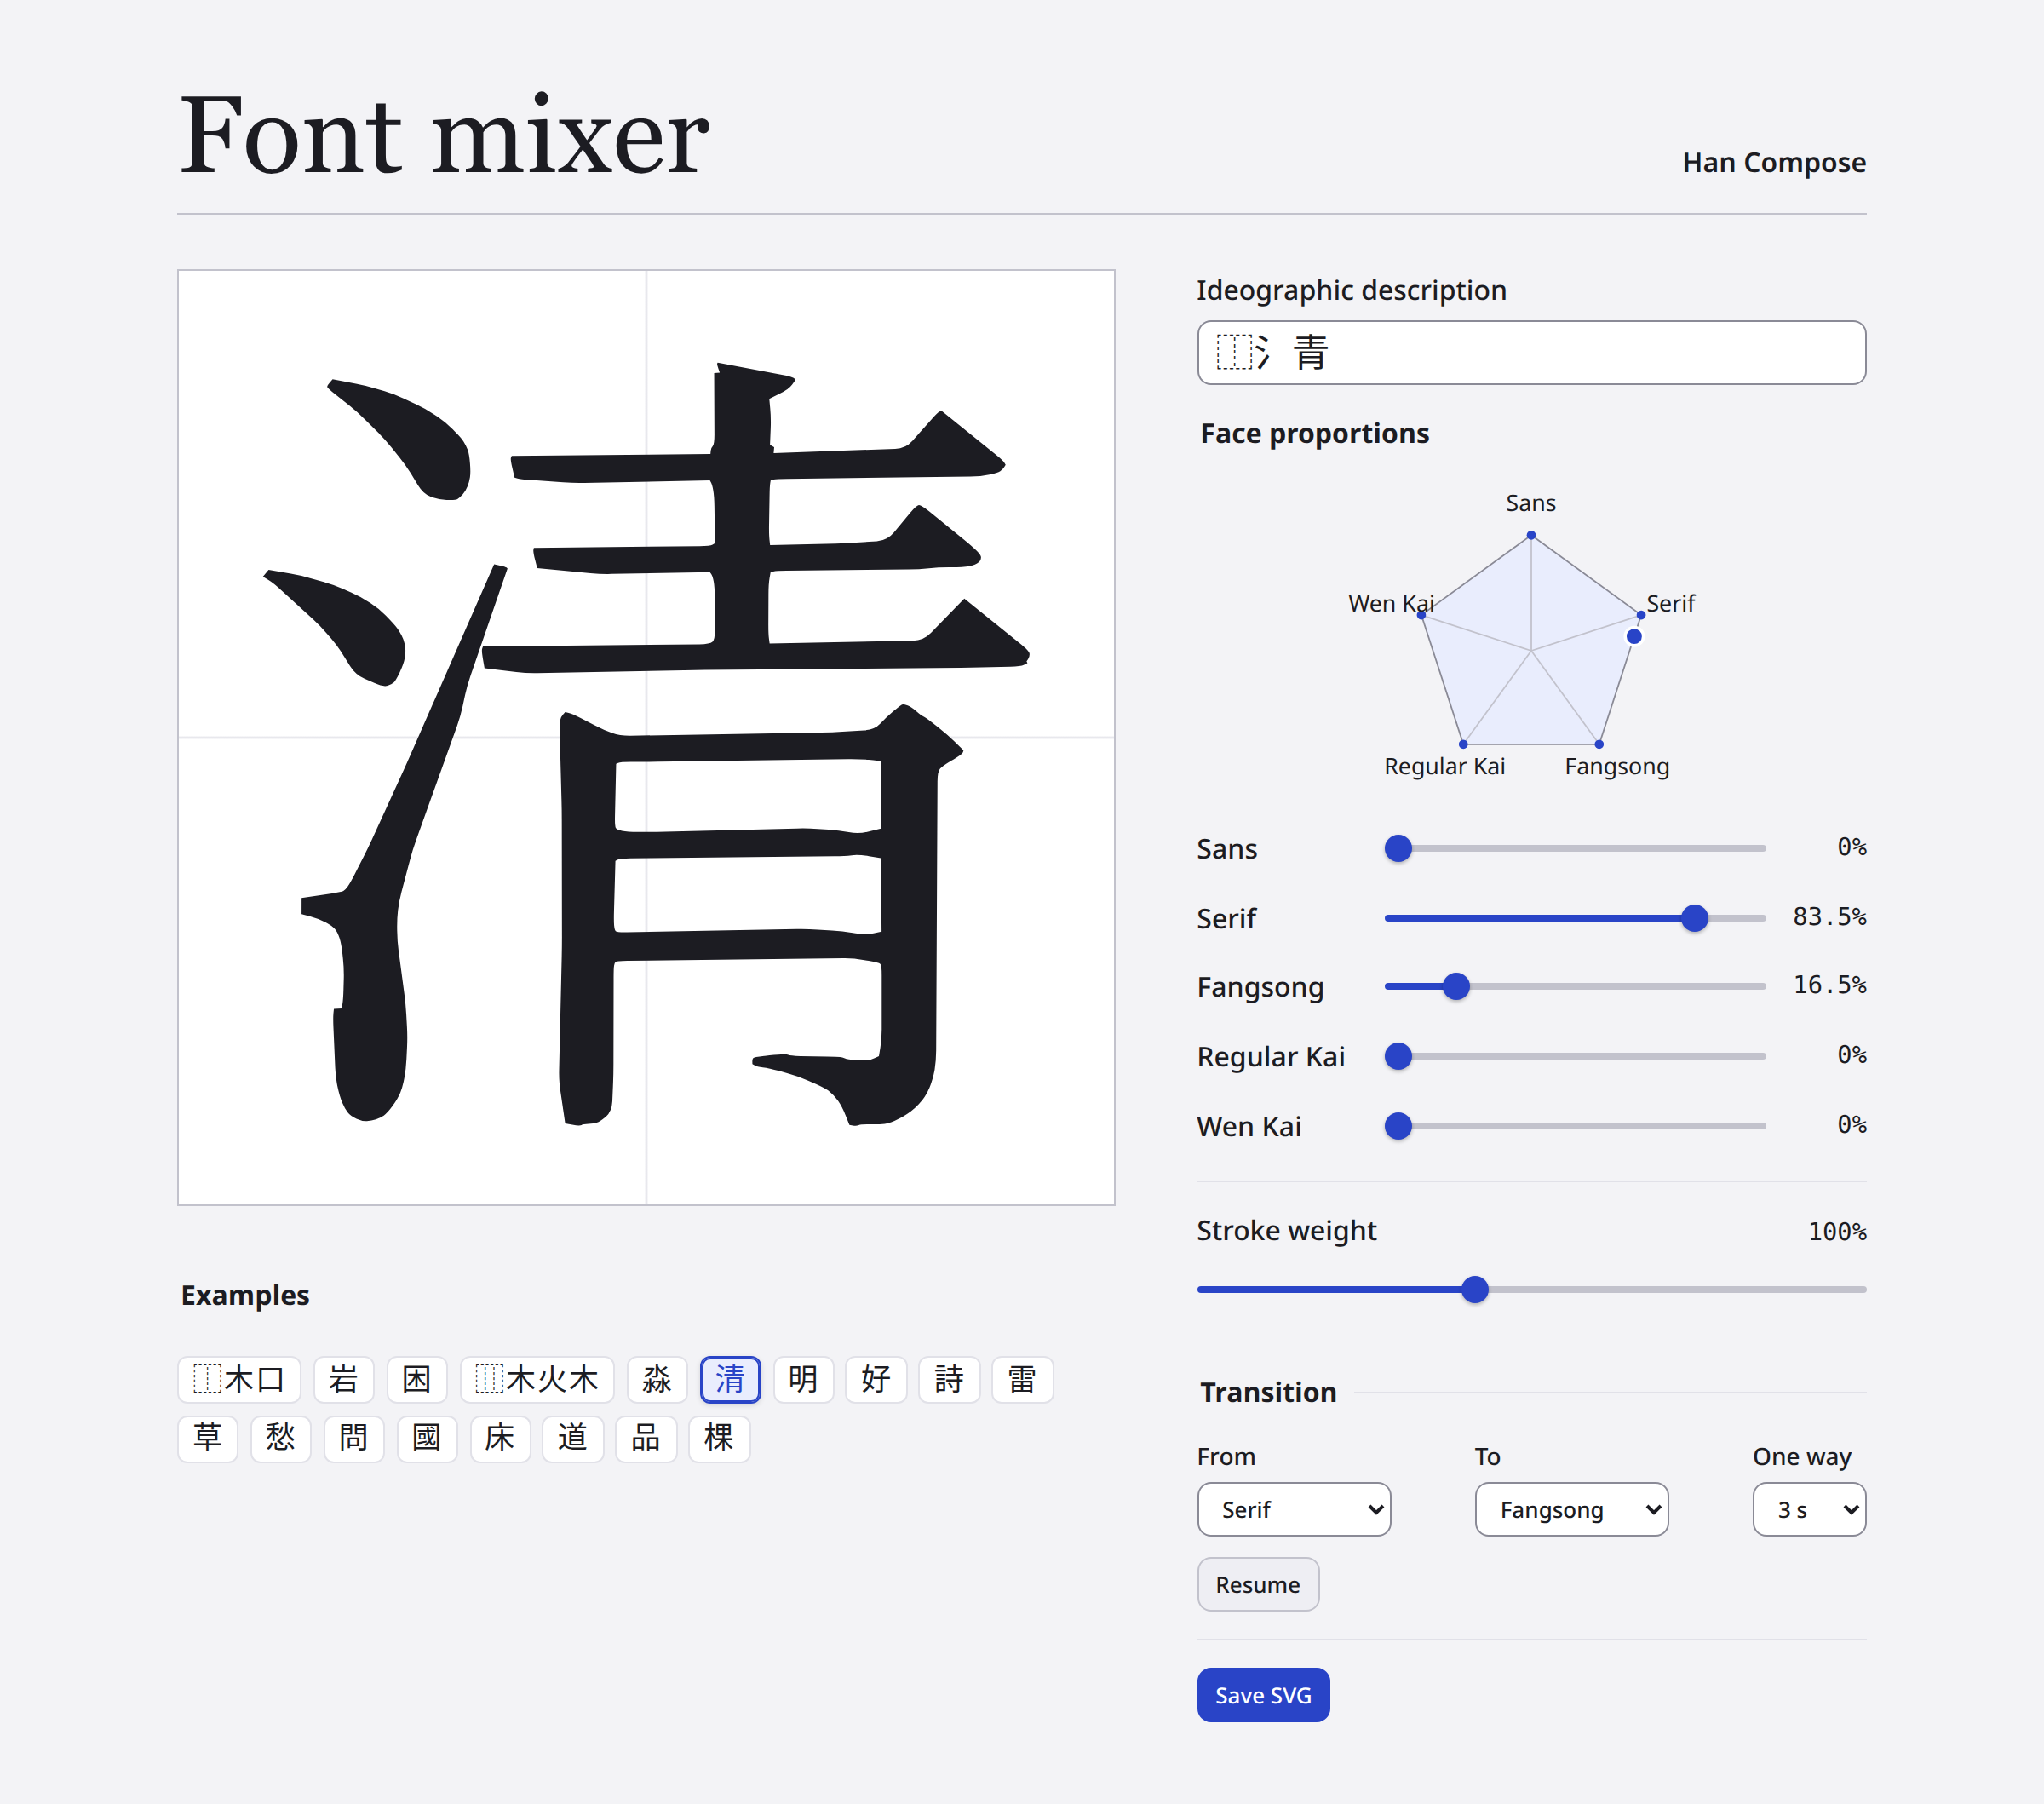 Font mixer
Han Compose
清
Ideographic description
⿰氵青
Face proportions
Sans
Wen Kai
Serif
Regular Kai
Fangsong
Sans 0%
Serif 83.5%
Fangsong 16.5%
Regular Kai 0%
Wen Kai 0%
Stroke weight 100%
Examples
⿰木口 岩 困 ⿲木火木 淼 清 明 好 詩 雷
草 愁 問 國 床 道 品 棵
Transition
From To One way
Serif Fangsong 3 s
Resume
Save SVG